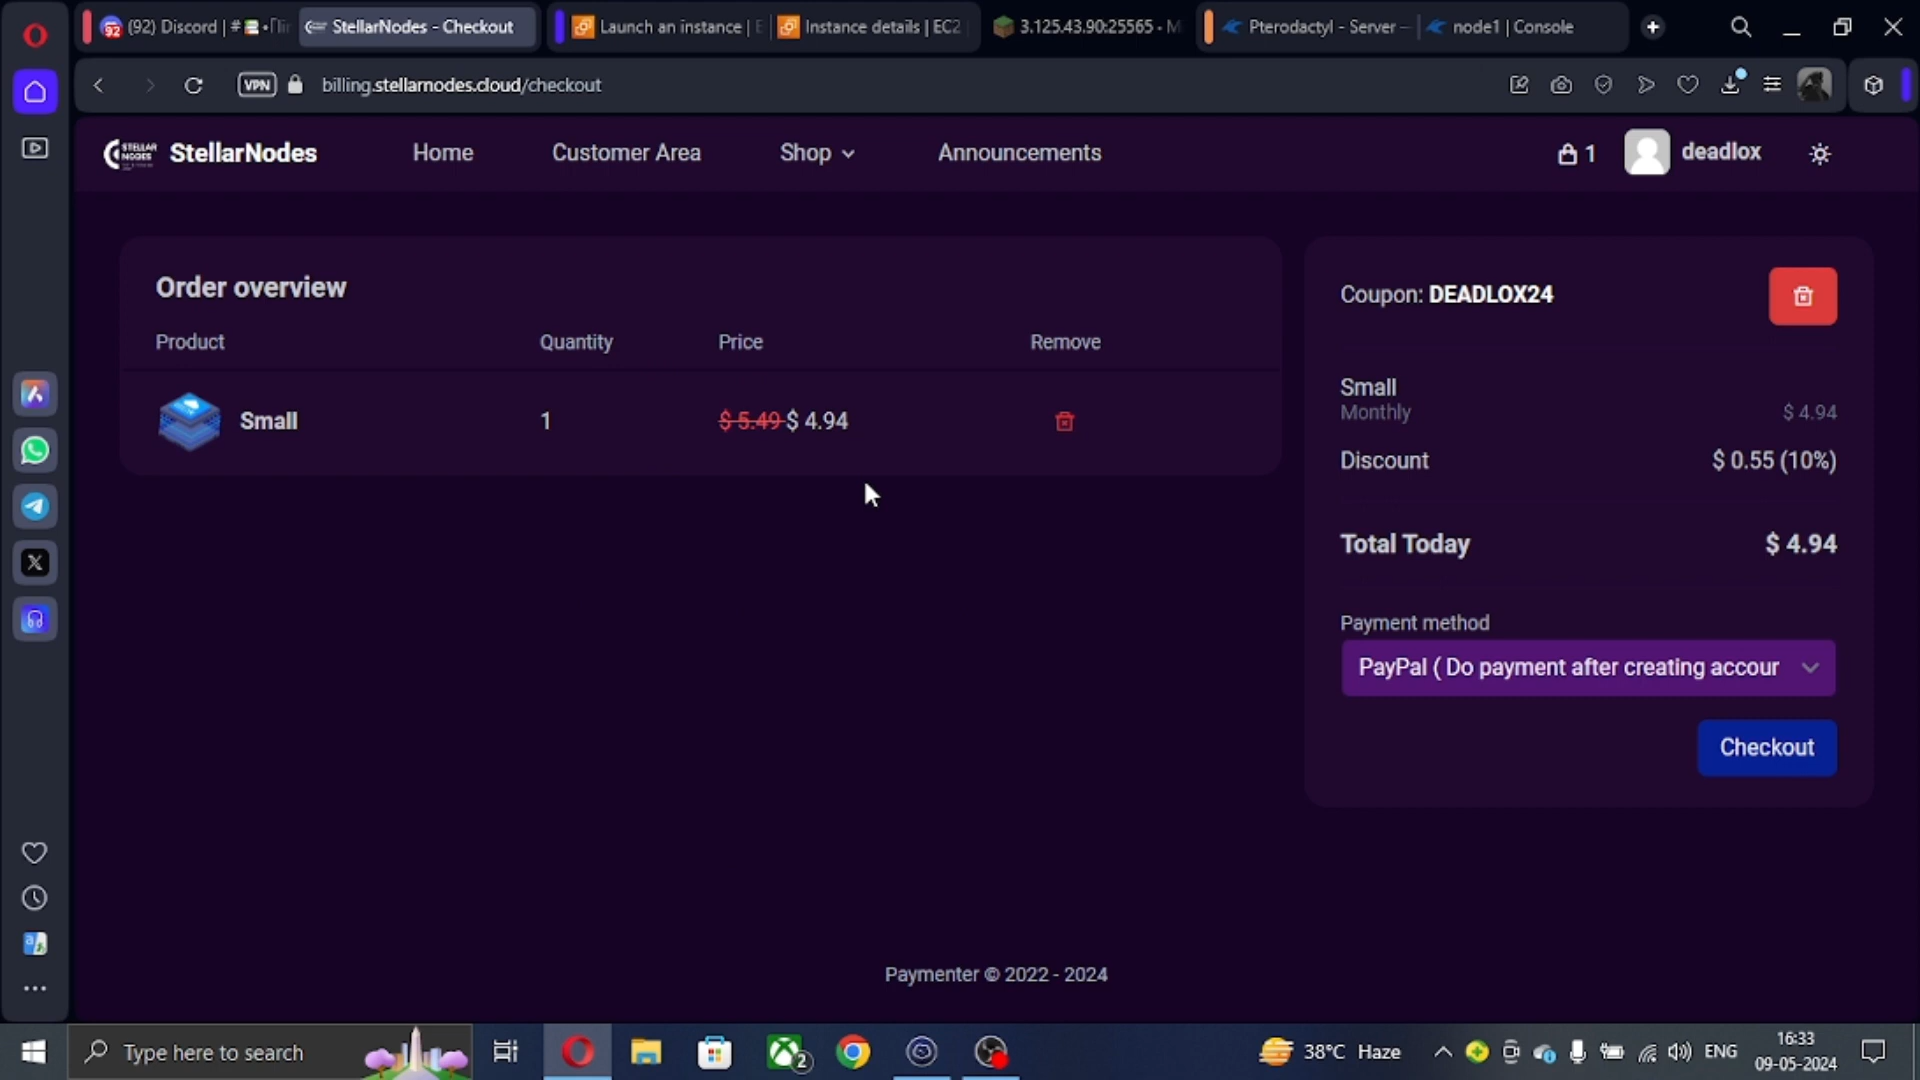 (92) Discord | #
StellarNodes - Checkout
Launch an instance | E
Instance details | EC2
3.125.43.90:25565 • M
Pterodactyl - Server -
node1 | Console
VPN
billing.stellarnodes.cloud/checkout
STELLAR
NODES
StellarNodes
Home
Customer Area
Shop
Announcements
1
deadlox
Order overview
Product
Quantity
Price
Remove
Small
1
$ 5.49 $ 4.94
Coupon: DEADLOX24
Small
Monthly
$ 4.94
Discount
$ 0.55 (10%)
Total Today
$ 4.94
Payment method
PayPal ( Do payment after creating accour
Checkout
Paymenter © 2022 - 2024
Type here to search
2
38°C Haze
ENG
16:33
09-05-2024